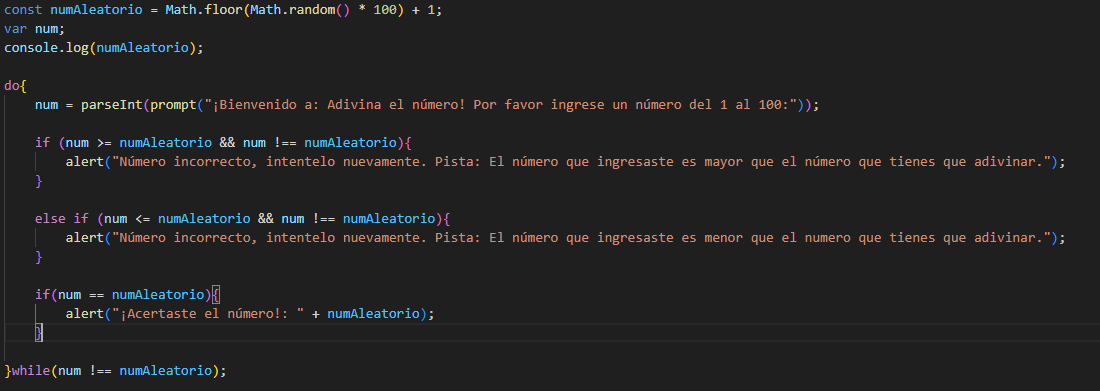 const numAleatorio = Math.floor(Math.random() * 100) + 1;
var num;
console.log(numAleatorio);
do{
num = parseInt(prompt("¡Bienvenido a: Adivina el número! Por favor ingrese un número del 1 al 100:"));
if (num >= numAleatorio && num !== numAleatorio){
alert("Número incorrecto, intentelo nuevamente. Pista: El número que ingresaste es mayor que el número que tienes que adivinar.");
}
else if (num <= numAleatorio && num !== numAleatorio){
alert("Número incorrecto, intentelo nuevamente. Pista: El número que ingresaste es menor que el numero que tienes que adivinar.");
}
if(num == numAleatorio){
alert("¡Acertaste el número!: " + numAleatorio);
}
}while(num !== numAleatorio);